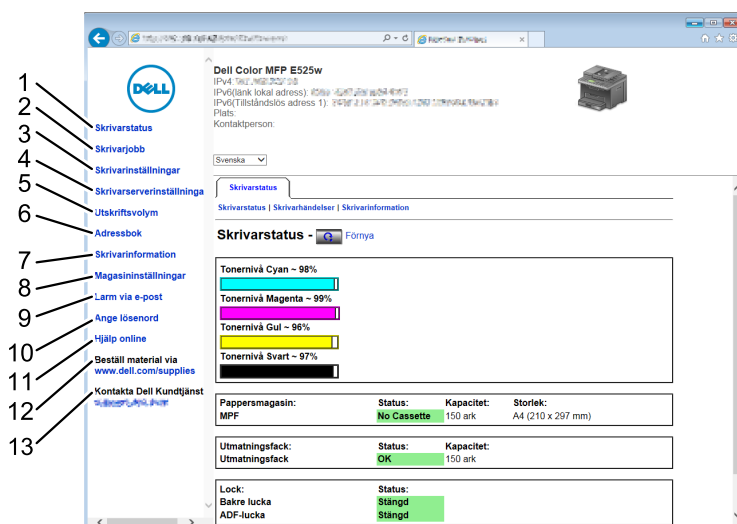 DELL
Dell Color MFP E525w
IPv4:
IPv6(länk lokal adress):
IPv6(Tillståndslös adress 1):
Plats:
Kontaktperson:
Svenska
1
2
3
4
5
6
7
8
9
10
11
12
13
Skrivarstatus
Skrivarjobb
Skrivarinställningar
Skrivarserverinställninga
Utskriftsvolym
Adressbok
Skrivarinformation
Magasininställningar
Larm via e-post
Ange lösenord
Hjälp online
Beställ material via
www.dell.com/supplies
Kontakta Dell Kundtjänst
Skrivarstatus
Skrivarstatus | Skrivarhändelser | Skrivarinformation
Skrivarstatus - Förnya
Tonernivå Cyan ~ 98%
Tonernivå Magenta ~ 99%
Tonernivå Gul ~ 96%
Tonernivå Svart ~ 97%
Pappersmagasin: Status: Kapacitet: Storlek:
MPF No Cassette 150 ark A4 (210 x 297 mm)
Utmatningsfack: Status: Kapacitet:
Utmatningsfack OK 150 ark
Lock: Status:
Bakre lucka Stängd
ADF-lucka Stängd